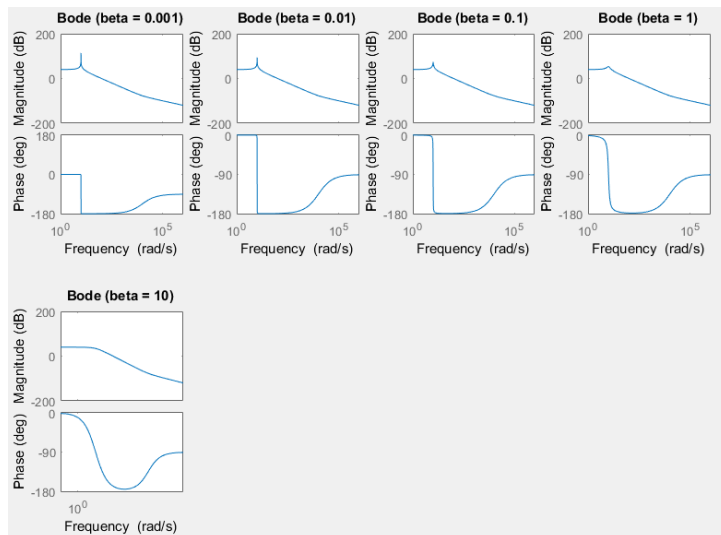 Bode (beta = 0.001)
200
0
-200
Magnitude (dB)
180
0
-180
Phase (deg)
10^0
10^5
Frequency (rad/s)
Bode (beta = 0.01)
200
0
-200
Magnitude (dB)
0
-90
-180
Phase (deg)
10^0
10^5
Frequency (rad/s)
Bode (beta = 0.1)
200
0
-200
Magnitude (dB)
0
-90
-180
Phase (deg)
10^0
10^5
Frequency (rad/s)
Bode (beta = 1)
200
0
-200
Magnitude (dB)
0
-90
-180
Phase (deg)
10^0
10^5
Frequency (rad/s)
Bode (beta = 10)
200
0
-200
Magnitude (dB)
0
-90
-180
Phase (deg)
10^0
Frequency (rad/s)